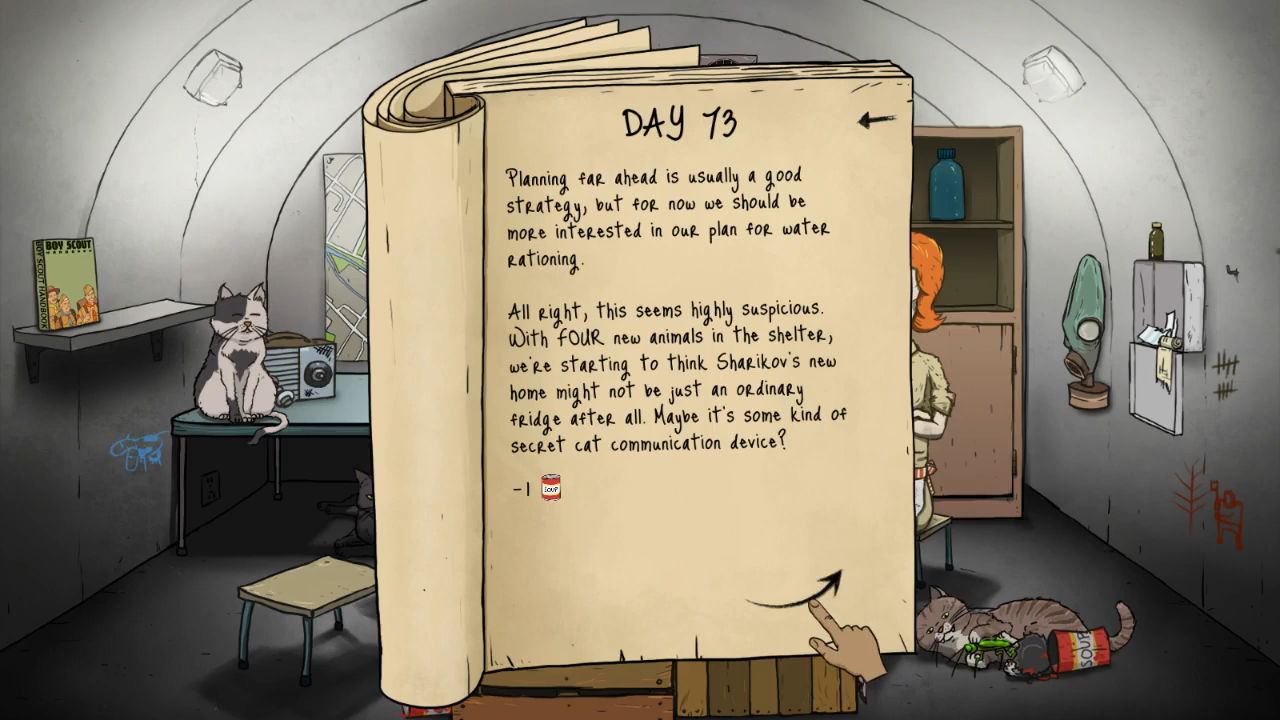 DAY 73
Planning far ahead is usually a good
strategy, but for now we should be
more interested in our plan for water
rationing.
All right, this seems highly suspicious.
With FOUR new animals in the shelter,
we're starting to think Sharikov's new
home might not be just an ordinary
fridge after all. Maybe it's some kind of
secret cat communication device?
-1 SOUP
BOY SCOUT
BOY SCOUT HANDBOOK
SOUP